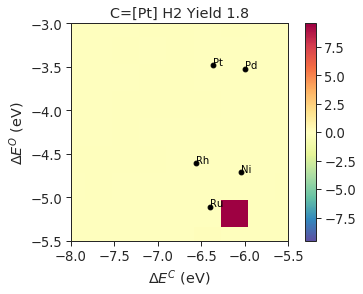 C=[Pt] H2 Yield 1.8
−3.0
−3.5
−4.0
−4.5
−5.0
−5.5
ΔE^O (eV)
Pt
Pd
Rh
Ni
Ru
−8.0 −7.5 −7.0 −6.5 −6.0 −5.5
ΔE^C (eV)
7.5
5.0
2.5
0.0
−2.5
−5.0
−7.5